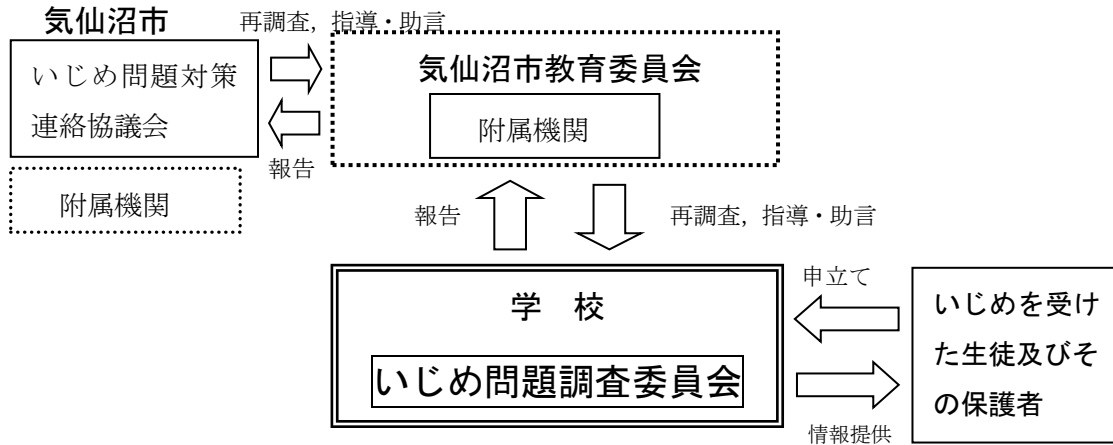 気仙沼市
再調査，指導・助言
いじめ問題対策
連絡協議会
気仙沼市教育委員会
附属機関
報告
附属機関
報告
再調査，指導・助言
学　校
いじめ問題調査委員会
申立て
情報提供
いじめを受け
た生徒及びそ
の保護者